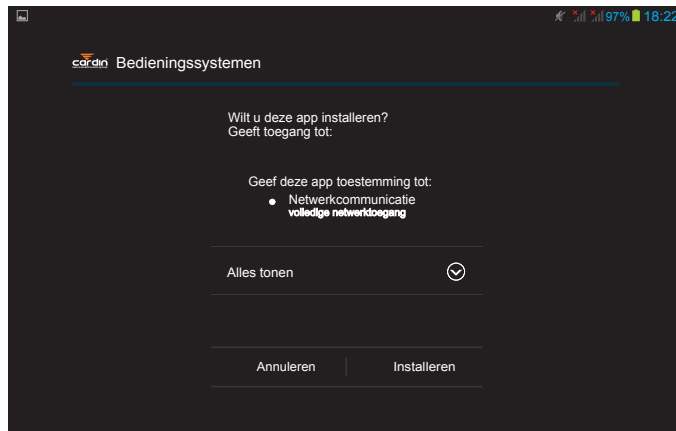 97% 18:22
cardin Bedieningssystemen
Wilt u deze app installeren?
Geeft toegang tot:
Geef deze app toestemming tot:
Netwerkcommunicatie
volledige netwerktoegang
Alles tonen
Annuleren Installeren